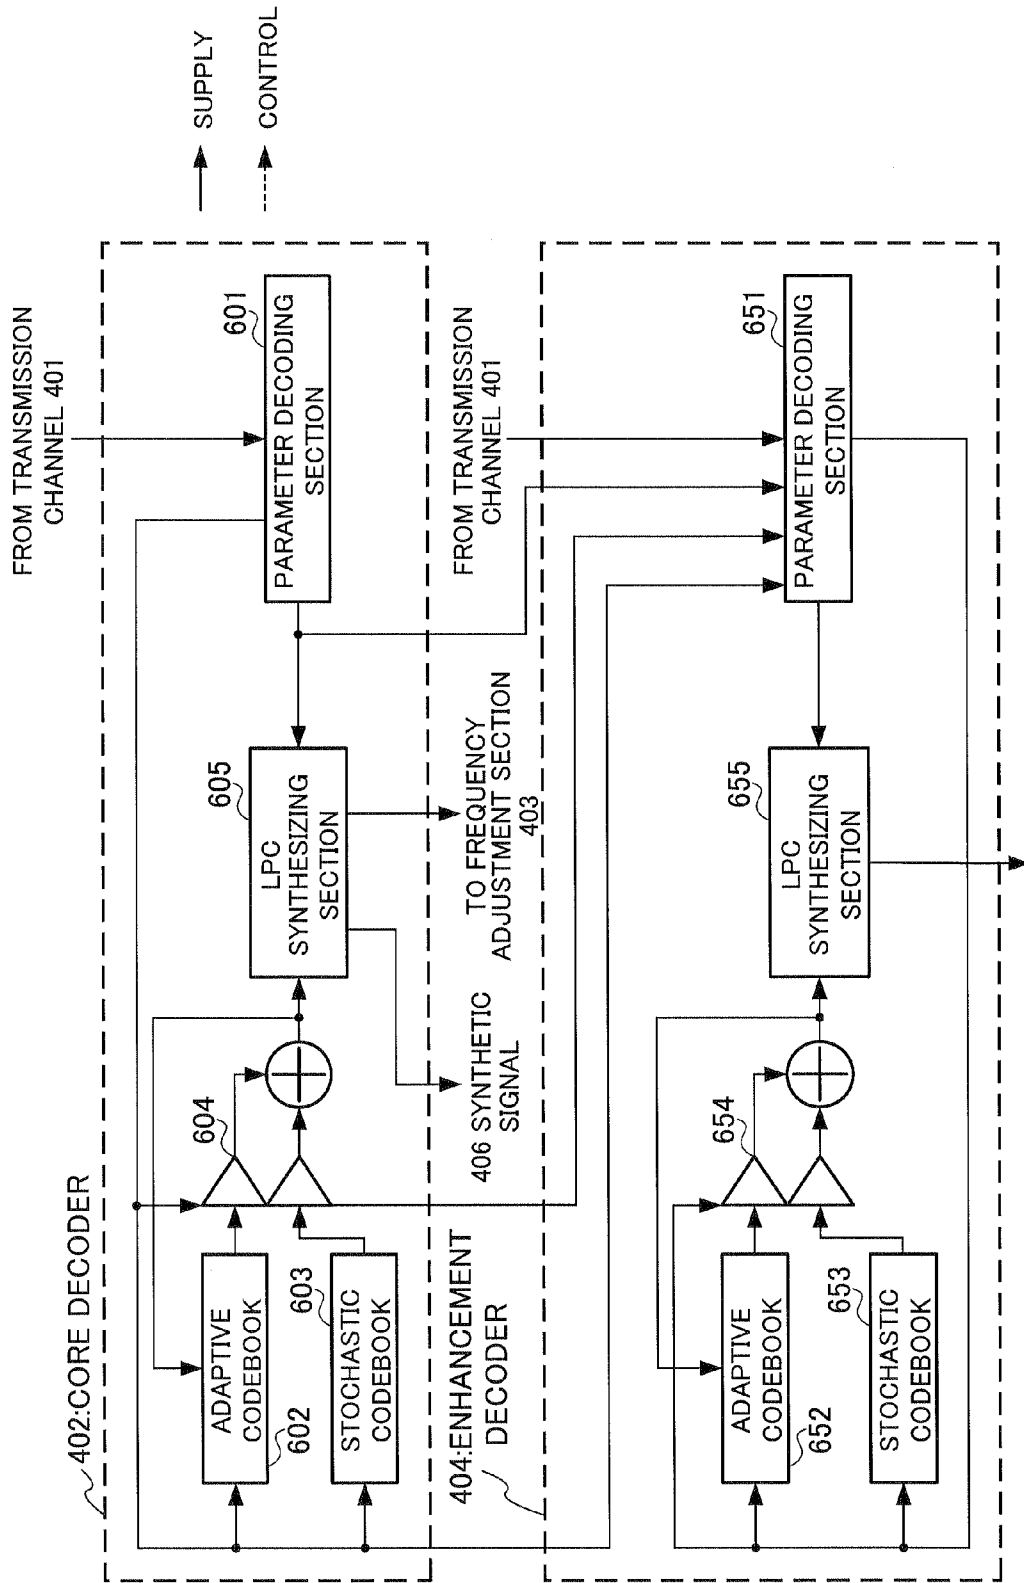 SUPPLY
CONTROL
FROM TRANSMISSION
CHANNEL 401
402:CORE DECODER
601
PARAMETER DECODING
SECTION
605
LPC
SYNTHESIZING
SECTION
604
ADAPTIVE
CODEBOOK
602
603
STOCHASTIC
CODEBOOK
406 SYNTHETIC
SIGNAL
TO FREQUENCY
ADJUSTMENT SECTION
403
FROM TRANSMISSION
CHANNEL 401
404:ENHANCEMENT
DECODER
651
PARAMETER DECODING
SECTION
655
LPC
SYNTHESIZING
SECTION
654
ADAPTIVE
CODEBOOK
652
653
STOCHASTIC
CODEBOOK